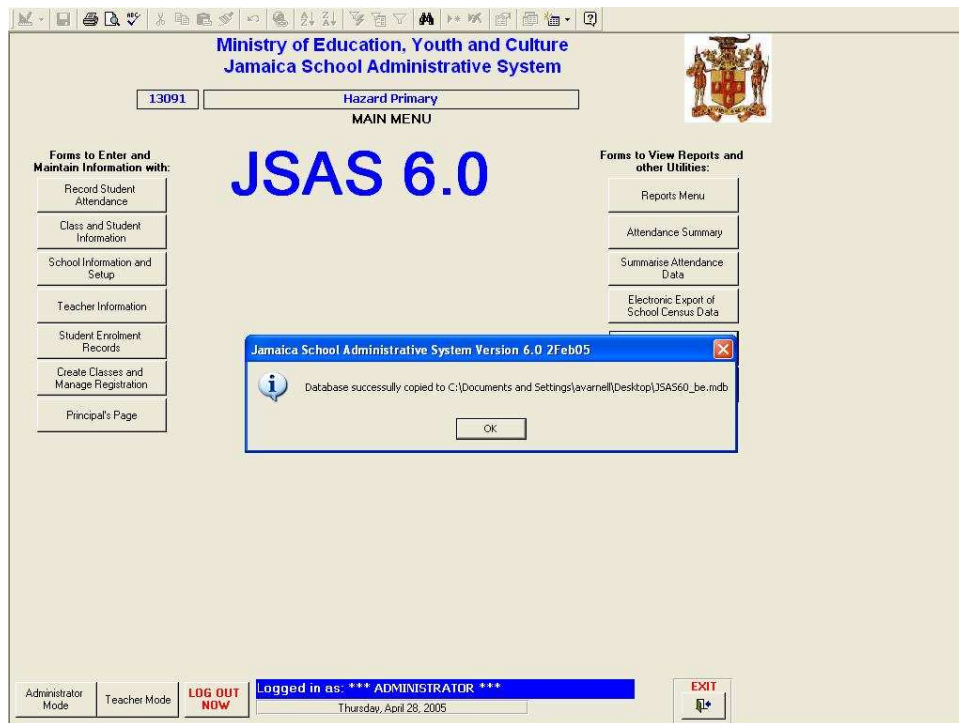 Ministry of Education, Youth and Culture
Jamaica School Administrative System
13091
Hazard Primary
MAIN MENU
JSAS 6.0
Forms to Enter and
Maintain Information with:
Record Student
Attendance
Class and Student
Information
School Information and
Setup
Teacher Information
Student Enrolment
Records
Create Classes and
Manage Registration
Principal's Page
Forms to View Reports and
other Utilities:
Reports Menu
Attendance Summary
Summarise Attendance
Data
Electronic Export of
School Census Data
Jamaica School Administrative System Version 6.0 2Feb05
Database successully copied to C:\Documents and Settings\avarnell\Desktop\JSAS60_be.mdb
OK
Administrator
Mode
Teacher Mode
LOG OUT
NOW
Logged in as: *** ADMINISTRATOR ***
Thursday, April 28, 2005
EXIT